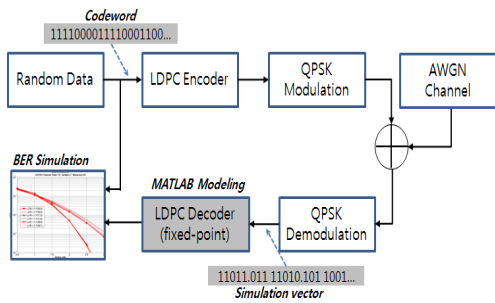 Codeword
1111000011110001100...
Random Data
LDPC Encoder
QPSK
Modulation
AWGN
Channel
BER Simulation
MATLAB Modeling
LDPC Decoder
(fixed-point)
QPSK
Demodulation
11011.011 11010.101 1001...
Simulation vector